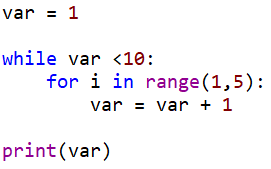 var = 1

while var <10:
    for i in range(1,5):
        var = var + 1

print(var)